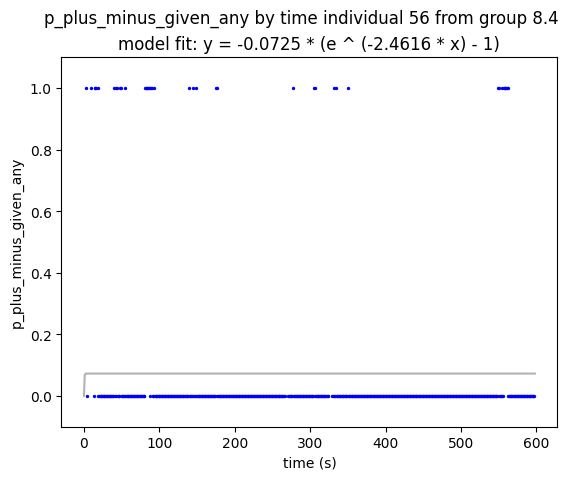 p_plus_minus_given_any by time individual 56 from group 8.4
model fit: y = -0.0725 * (e ^ (-2.4616 * x) - 1)
1.0
0.8
0.6
0.4
0.2
0.0
p_plus_minus_given_any
0 100 200 300 400 500 600
time (s)